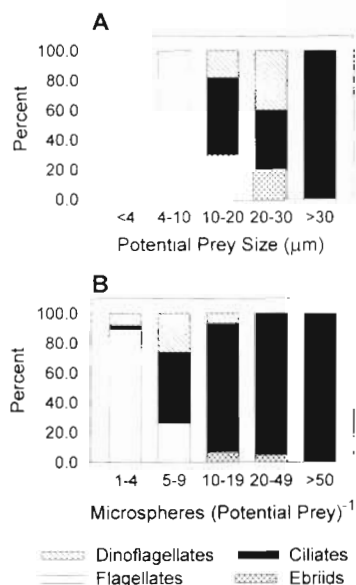 A
Percent
100.0
80.0
60.0
40.0
20.0
0.0
<4 4-10 10-20 20-30 >30
Potential Prey Size (μm)
B
Percent
100.0
80.0
60.0
40.0
20.0
0.0
1-4 5-9 10-19 20-49 >50
Microspheres (Potential Prey)⁻¹
Dinoflagellates Ciliates
Flagellates Ebriids